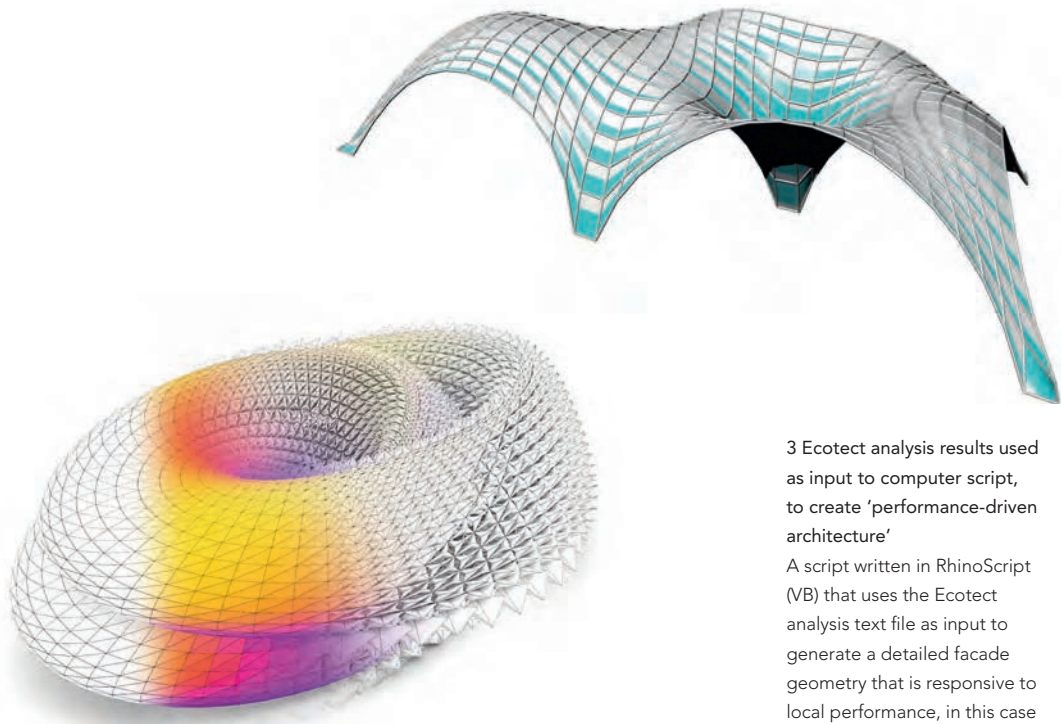 3 Ecotect analysis results used
as input to computer script,
to create ‘performance-driven
architecture’
A script written in RhinoScript
(VB) that uses the Ecotect
analysis text file as input to
generate a detailed facade
geometry that is responsive to
local performance, in this case